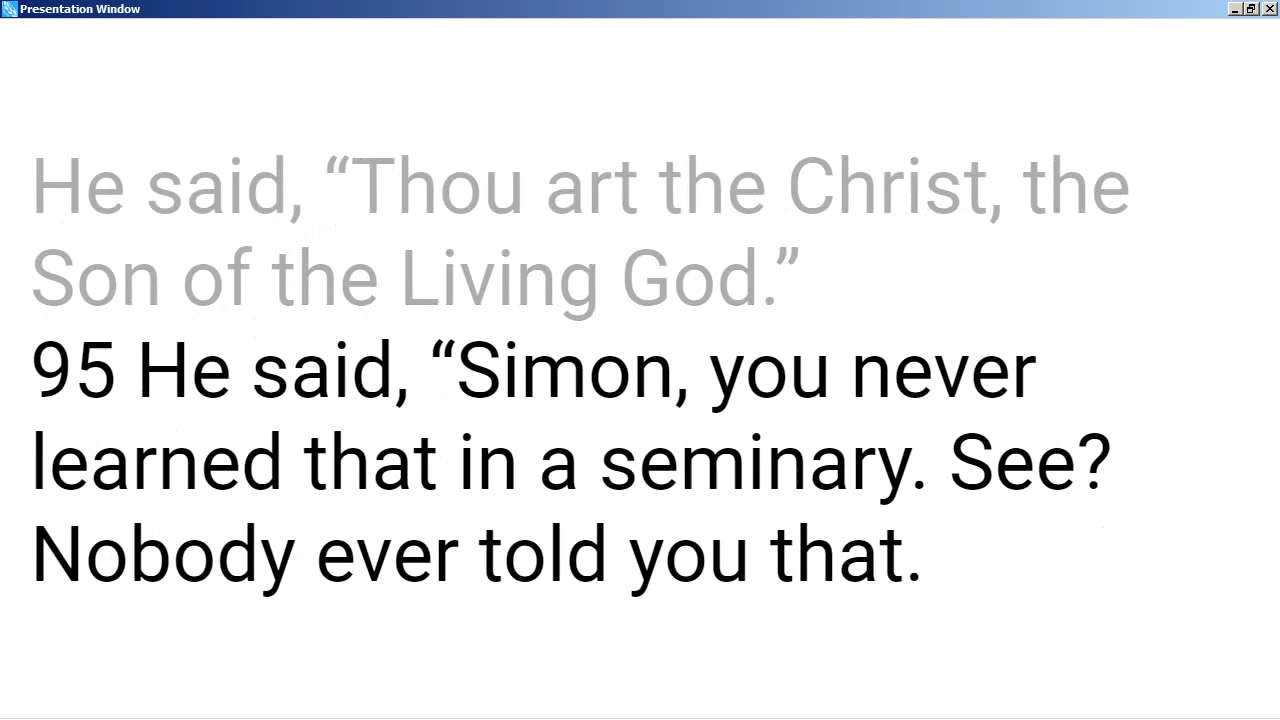 Presentation Window
He said, “Thou art the Christ, the
Son of the Living God.”
95 He said, “Simon, you never
learned that in a seminary. See?
Nobody ever told you that.